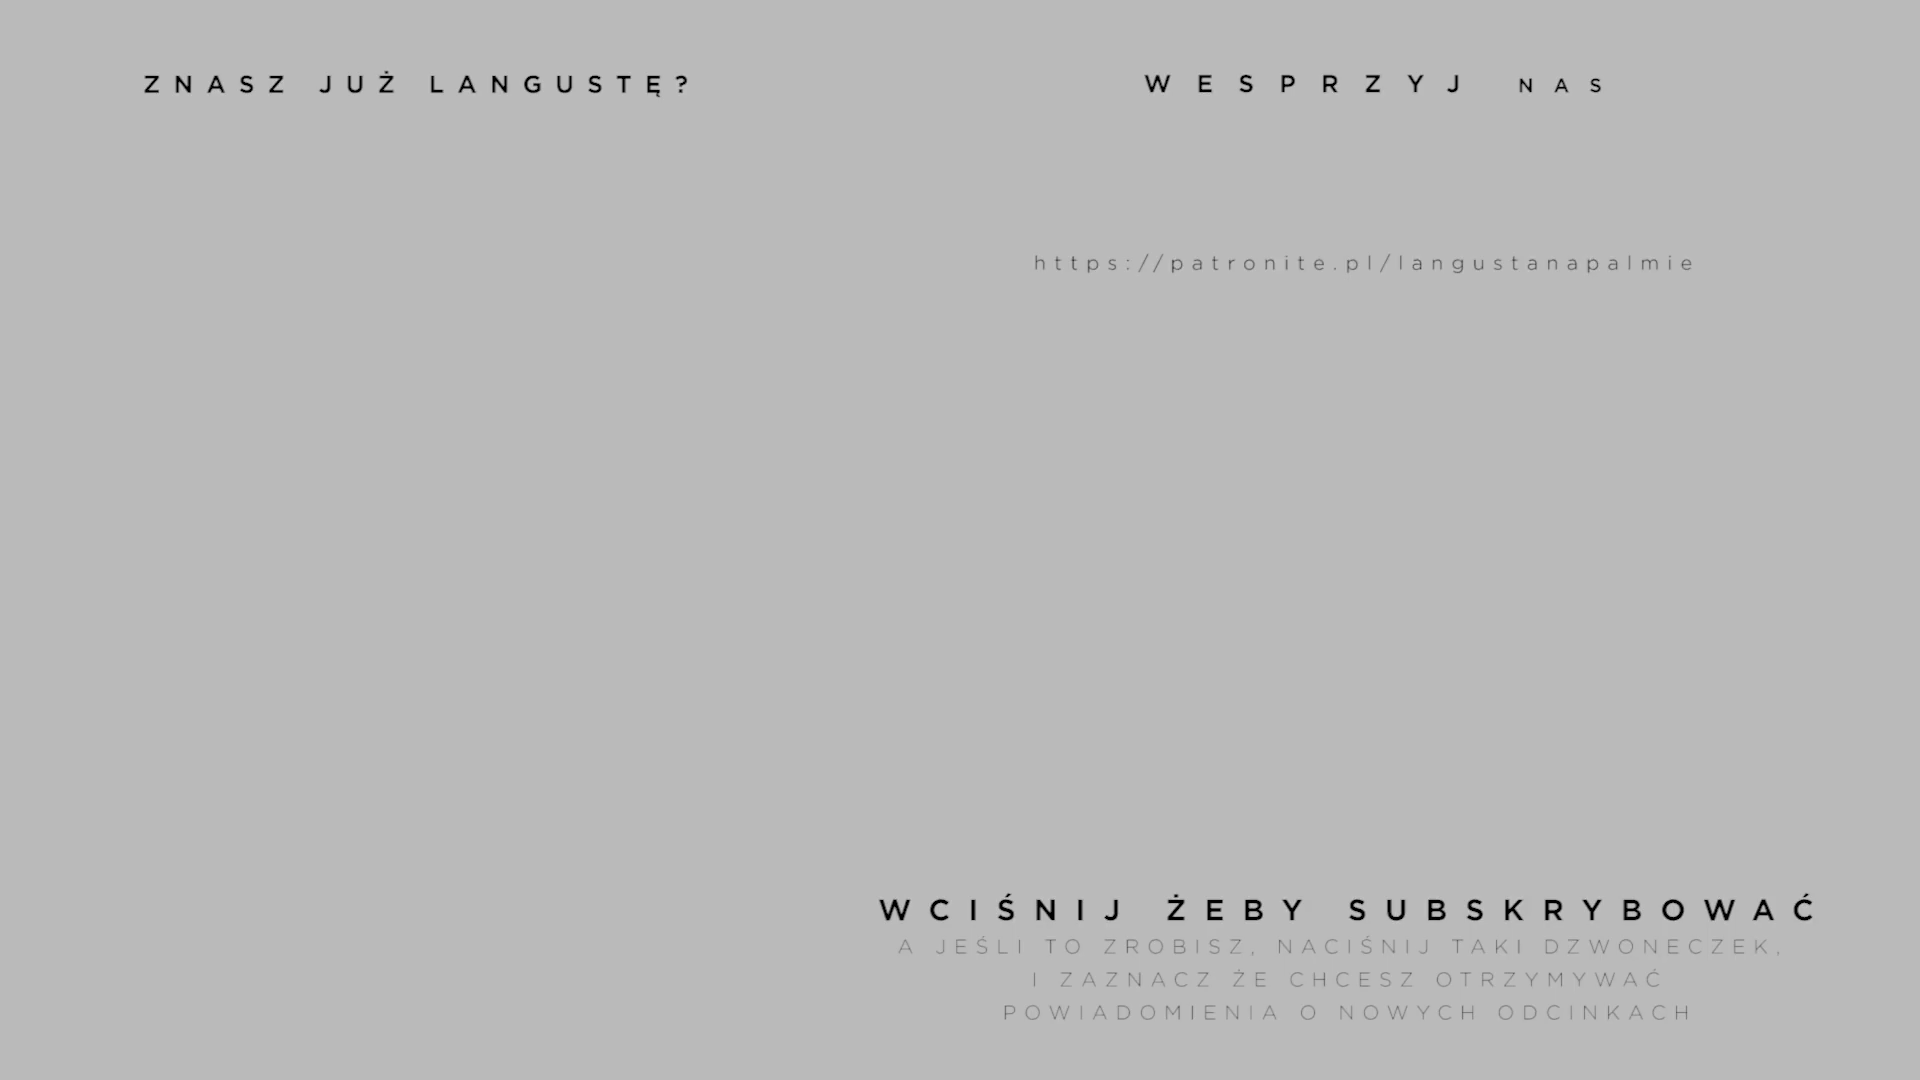 ZNASZ JUŻ LANGUSTĘ?
WESPRZYJ NAS
https://patronite.pl/langustanapalmie
WCIŚNIJ ŻEBY SUBSKRYBOWAĆ
A JEŚLI TO ZROBISZ, NACIŚNIJ TAKI DZWONECZEK,
I ZAZNACZ ŻE CHCESZ OTRZYMYWAĆ
POWIADOMIENIA O NOWYCH ODCINKACH